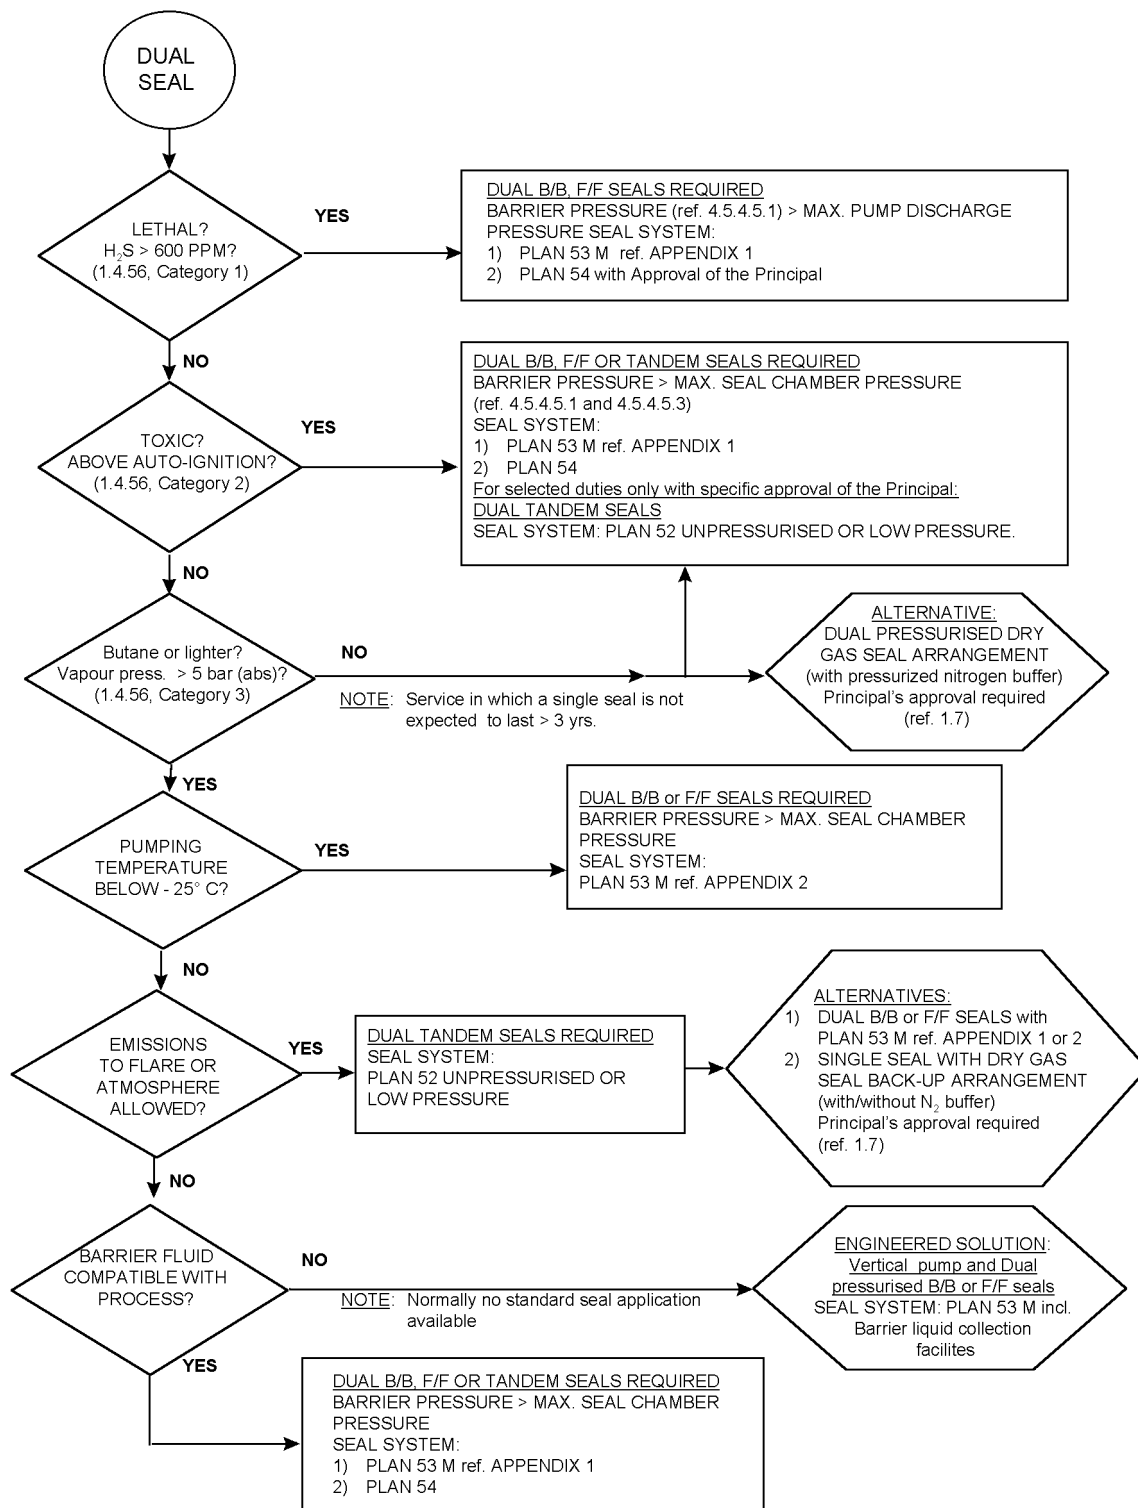 DUAL
SEAL
LETHAL?
H₂S > 600 PPM?
(1.4.56, Category 1)
YES
DUAL B/B, F/F SEALS REQUIRED
BARRIER PRESSURE (ref. 4.5.4.5.1) > MAX. PUMP DISCHARGE
PRESSURE SEAL SYSTEM:
1) PLAN 53 M ref. APPENDIX 1
2) PLAN 54 with Approval of the Principal
NO
TOXIC?
ABOVE AUTO-IGNITION?
(1.4.56, Category 2)
YES
DUAL B/B, F/F OR TANDEM SEALS REQUIRED
BARRIER PRESSURE > MAX. SEAL CHAMBER PRESSURE
(ref. 4.5.4.5.1 and 4.5.4.5.3)
SEAL SYSTEM:
1) PLAN 53 M ref. APPENDIX 1
2) PLAN 54
For selected duties only with specific approval of the Principal:
DUAL TANDEM SEALS
SEAL SYSTEM: PLAN 52 UNPRESSURISED OR LOW PRESSURE.
NO
Butane or lighter?
Vapour press. > 5 bar (abs)?
(1.4.56, Category 3)
NO
NOTE: Service in which a single seal is not
expected to last > 3 yrs.
ALTERNATIVE:
DUAL PRESSURISED DRY
GAS SEAL ARRANGEMENT
(with pressurized nitrogen buffer)
Principal's approval required
(ref. 1.7)
YES
PUMPING
TEMPERATURE
BELOW - 25° C?
YES
DUAL B/B or F/F SEALS REQUIRED
BARRIER PRESSURE > MAX. SEAL CHAMBER
PRESSURE
SEAL SYSTEM:
PLAN 53 M ref. APPENDIX 2
NO
EMISSIONS
TO FLARE OR
ATMOSPHERE
ALLOWED?
YES
DUAL TANDEM SEALS REQUIRED
SEAL SYSTEM:
PLAN 52 UNPRESSURISED OR
LOW PRESSURE
ALTERNATIVES:
1) DUAL B/B or F/F SEALS with
PLAN 53 M ref. APPENDIX 1 or 2
2) SINGLE SEAL WITH DRY GAS
SEAL BACK-UP ARRANGEMENT
(with/without N₂ buffer)
Principal's approval required
(ref. 1.7)
NO
BARRIER FLUID
COMPATIBLE WITH
PROCESS?
NO
NOTE: Normally no standard seal application
available
ENGINEERED SOLUTION:
Vertical pump and Dual
pressurised B/B or F/F seals
SEAL SYSTEM: PLAN 53 M incl.
Barrier liquid collection
facilites
YES
DUAL B/B, F/F OR TANDEM SEALS REQUIRED
BARRIER PRESSURE > MAX. SEAL CHAMBER
PRESSURE
SEAL SYSTEM:
1) PLAN 53 M ref. APPENDIX 1
2) PLAN 54